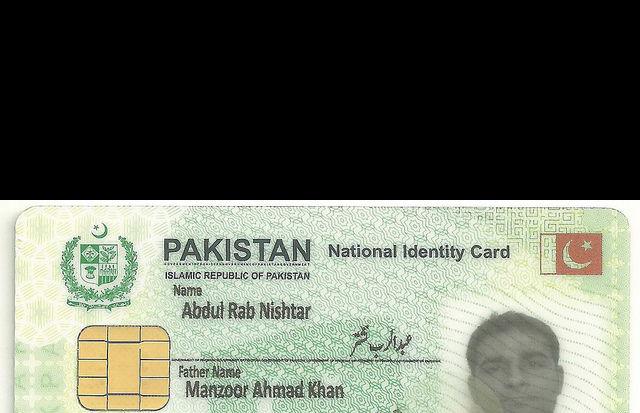 PAKISTAN National Identity Card
ISLAMIC REPUBLIC OF PAKISTAN
Name
Abdul Rab Nishtar
عبدالرب نشتر
Father Name
Manzoor Ahmad Khan